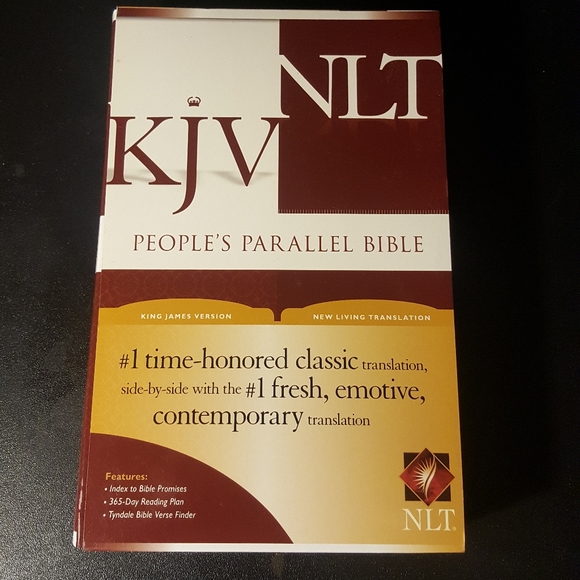 NLT
KJV
PEOPLE'S PARALLEL BIBLE
KING JAMES VERSION
NEW LIVING TRANSLATION
#1 time-honored classic translation,
side-by-side with the #1 fresh, emotive,
contemporary translation
Features:
• Index to Bible Promises
• 365-Day Reading Plan
• Tyndale Bible Verse Finder
NLT®